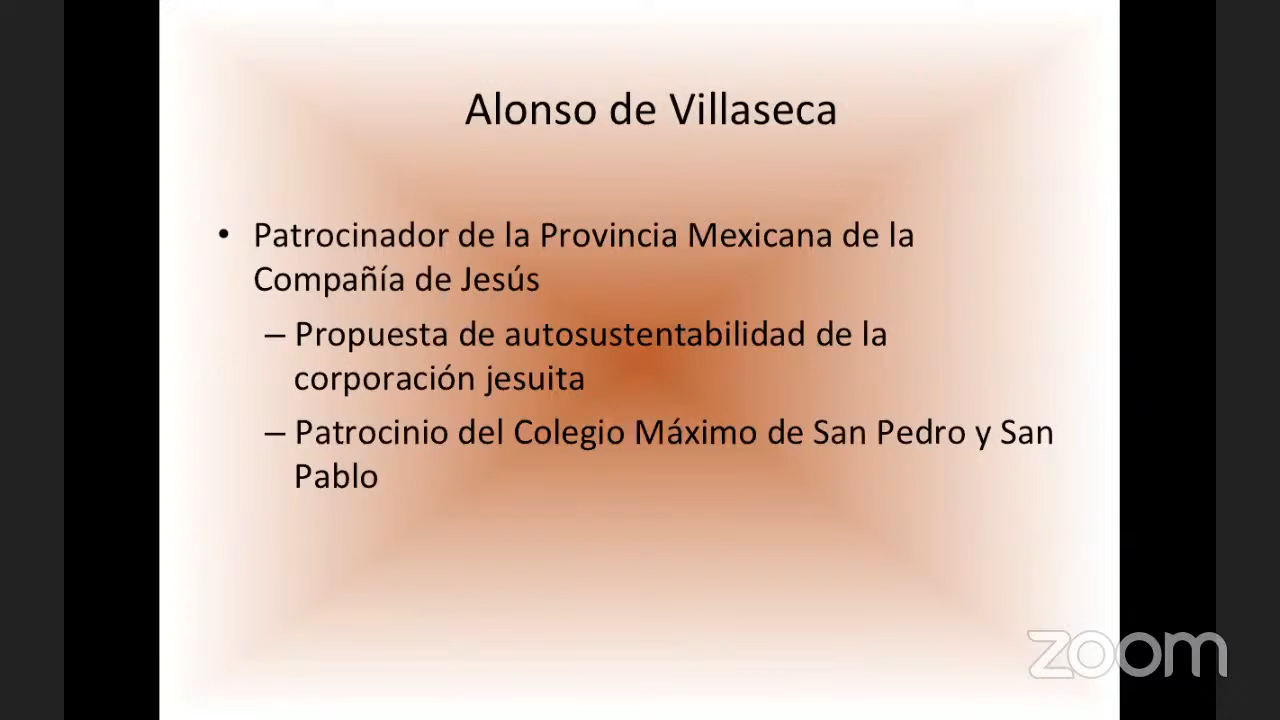 Alonso de Villaseca
• Patrocinador de la Provincia Mexicana de la
Compañía de Jesús
– Propuesta de autosustentabilidad de la
corporación jesuita
– Patrocinio del Colegio Máximo de San Pedro y San
Pablo
zoom